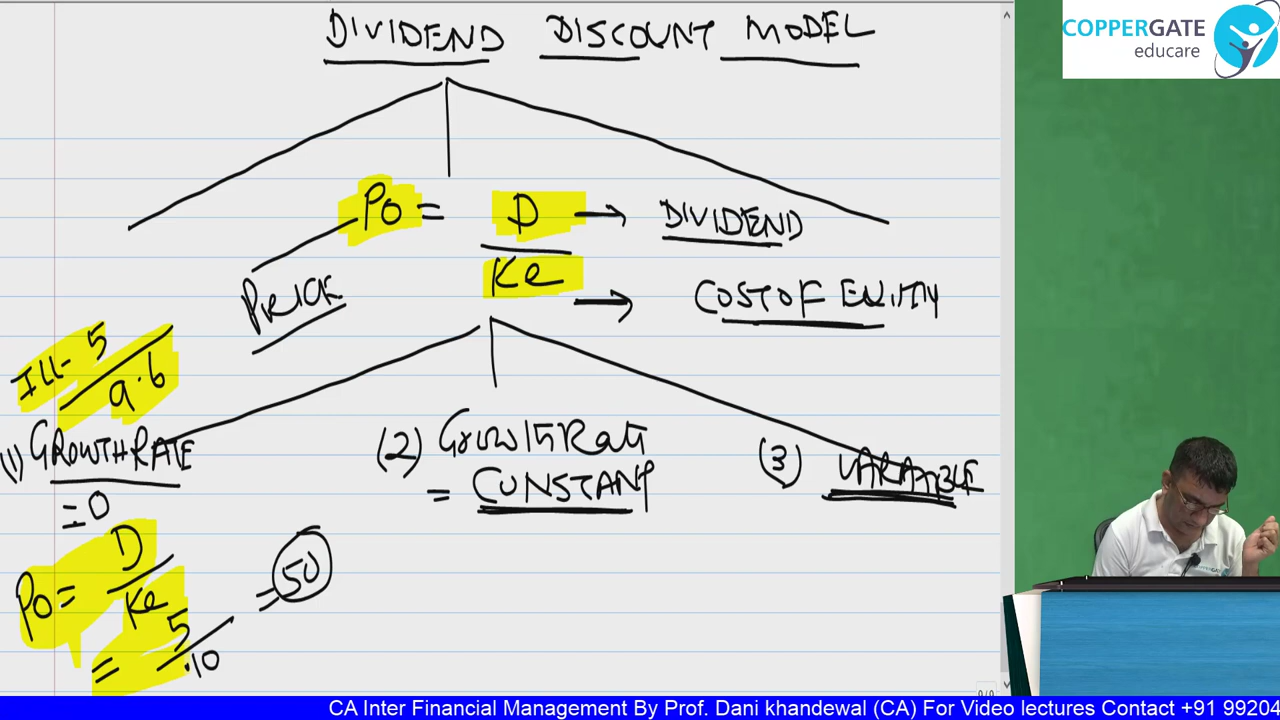 DIVIDEND DISCOUNT MODEL
COPPERGATE
educare
Po = D → DIVIDEND
Ke → COST OF EQUITY
PRICE
ILL- 5
9.6
(1) GROWTH RATE
= 0
(2) Growth Rate
= CONSTANT
(3) VARIABLE
Po = D
Ke
= 5
.10
= 50
CA Inter Financial Management By Prof. Dani khandewal (CA) For Video lectures Contact +91 99204